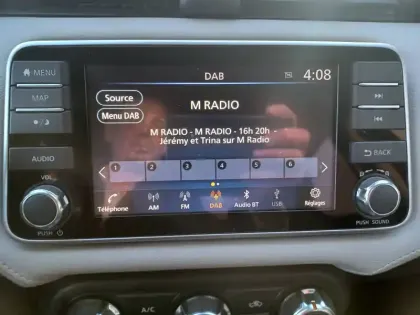 MENU
MAP
AUDIO
VOL
PUSH
DAB
4:08
Source
M RADIO
Menu DAB
M RADIO - M RADIO - 16h 20h -
Jérémy et Trina sur M Radio
1 2 3 4 5 6
Téléphone AM FM DAB Audio BT USB Réglages
BACK
PUSH SOUND
A/C